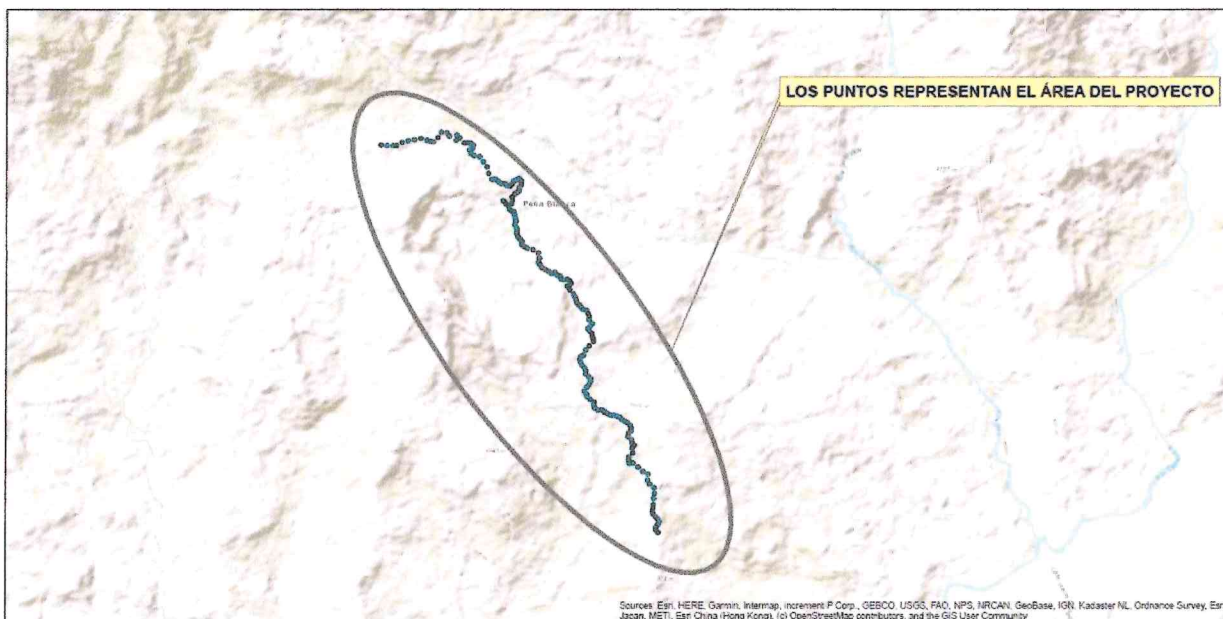 LOS PUNTOS REPRESENTAN EL ÁREA DEL PROYECTO
Peña Blanca
Sources: Esri, HERE, Garmin, Intermap, increment P Corp., GEBCO, USGS, FAO, NPS, NRCAN, GeoBase, IGN, Kadaster NL, Ordnance Survey, Esri
Japan, METI, Esri China (Hong Kong), (c) OpenStreetMap contributors, and the GIS User Community